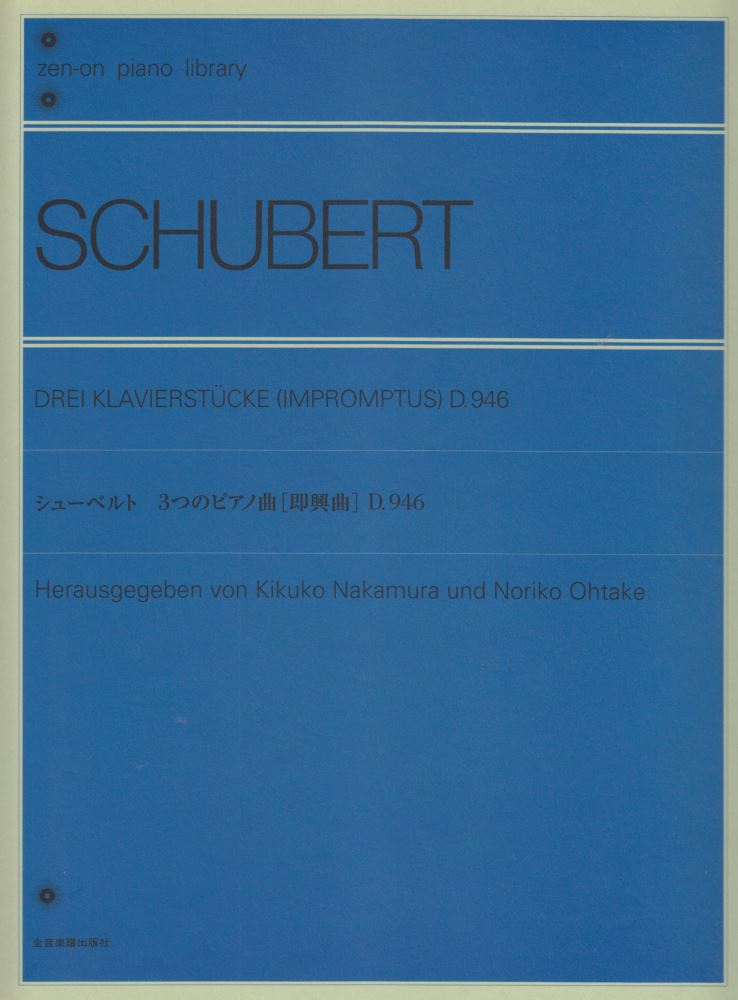 zen-on piano library
SCHUBERT
DREI KLAVIERSTÜCKE (IMPROMPTUS) D.946
シューベルト 3つのピアノ曲[即興曲] D.946
Herausgegeben von Kikuko Nakamura und Noriko Ohtake
全音楽譜出版社